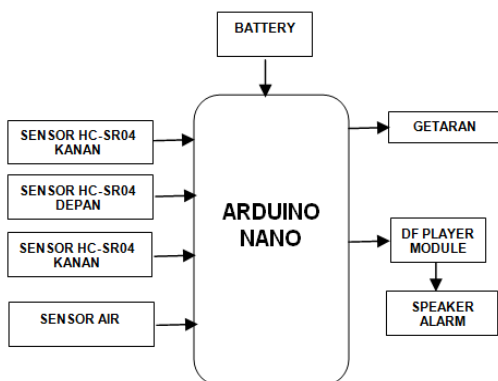 BATTERY
SENSOR HC-SR04
KANAN
SENSOR HC-SR04
DEPAN
SENSOR HC-SR04
KANAN
SENSOR AIR
ARDUINO
NANO
GETARAN
DF PLAYER
MODULE
SPEAKER
ALARM